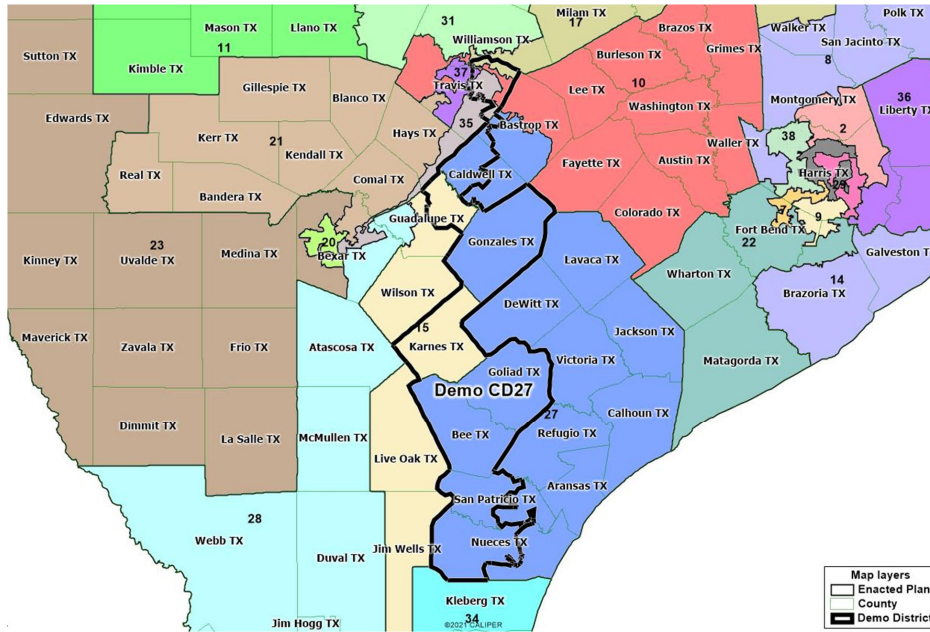 Mason TX
Llano TX
31
Milam TX
17
Brazos TX
Walker TX
Polk TX
Sutton TX
11
Williamson TX
Burleson TX
Grimes TX
San Jacinto TX
Kimble TX
8
Gillespie TX
37
Travis TX
Lee TX
10
Edwards TX
Blanco TX
Washington TX
Montgomery TX
36
Liberty TX
35
Bastrop TX
2
Kerr TX
21
Hays TX
Waller TX
38
Kendall TX
Austin TX
Real TX
Caldwell TX
Fayette TX
Harris TX
29
Bandera TX
Comal TX
Colorado TX
7
9
Guadalupe TX
Fort Bend TX
20
Gonzales TX
22
Kinney TX
23
Uvalde TX
Medina TX
Bexar TX
Lavaca TX
Galveston T
Wharton TX
14
Brazoria TX
Wilson TX
DeWitt TX
15
Jackson TX
Maverick TX
Zavala TX
Frio TX
Atascosa TX
Karnes TX
Victoria TX
Matagorda TX
Goliad TX
Demo CD27
27
Calhoun TX
Dimmit TX
La Salle TX
McMullen TX
Bee TX
Refugio TX
Live Oak TX
Aransas TX
San Patricio TX
28
Webb TX
Duval TX
Jim Wells TX
Nueces TX
Kleberg TX
34
Jim Hogg TX
©2021 CALIPER
Map layers
Enacted Plan
County
Demo District